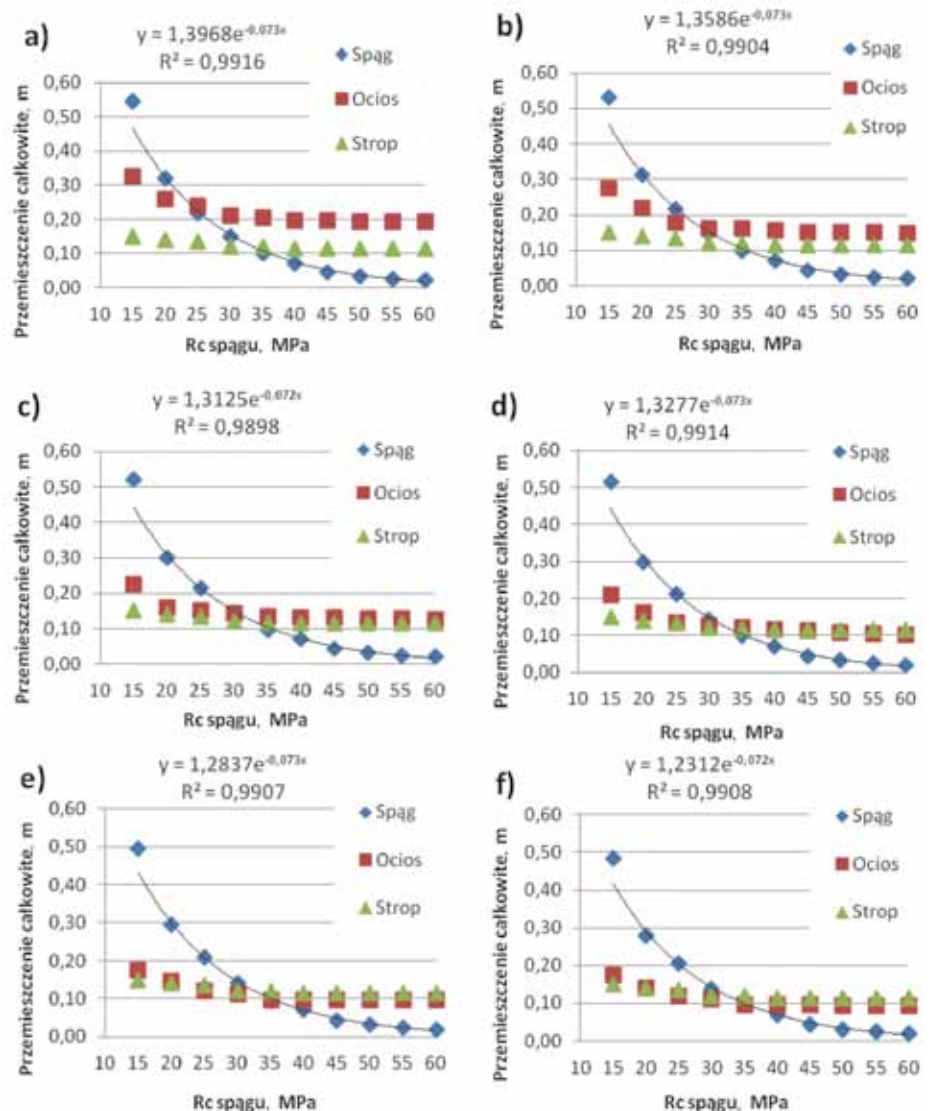 a)
y = 1,3968e^-0,073x
R² = 0,9916
Przemieszczenie całkowite, m
0,60
0,50
0,40
0,30
0,20
0,10
0,00
10 15 20 25 30 35 40 45 50 55 60
Rc spągu, MPa
Spąg
Ocios
Strop
b)
y = 1,3586e^-0,073x
R² = 0,9904
Przemieszczenie całkowite, m
0,60
0,50
0,40
0,30
0,20
0,10
0,00
10 15 20 25 30 35 40 45 50 55 60
Rc spągu, MPa
Spąg
Ocios
Strop
c)
y = 1,3125e^-0,072x
R² = 0,9898
Przemieszczenie całkowite, m
0,60
0,50
0,40
0,30
0,20
0,10
0,00
10 15 20 25 30 35 40 45 50 55 60
Rc spągu, MPa
Spąg
Ocios
Strop
d)
y = 1,3277e^-0,073x
R² = 0,9914
Przemieszczenie całkowite, m
0,60
0,50
0,40
0,30
0,20
0,10
0,00
10 15 20 25 30 35 40 45 50 55 60
Rc spągu, MPa
Spąg
Ocios
Strop
e)
y = 1,2837e^-0,073x
R² = 0,9907
Przemieszczenie całkowite, m
0,60
0,50
0,40
0,30
0,20
0,10
0,00
10 15 20 25 30 35 40 45 50 55 60
Rc spągu, MPa
Spąg
Ocios
Strop
f)
y = 1,2312e^-0,072x
R² = 0,9908
Przemieszczenie całkowite, m
0,60
0,50
0,40
0,30
0,20
0,10
0,00
10 15 20 25 30 35 40 45 50 55 60
Rc spągu, MPa
Spąg
Ocios
Strop